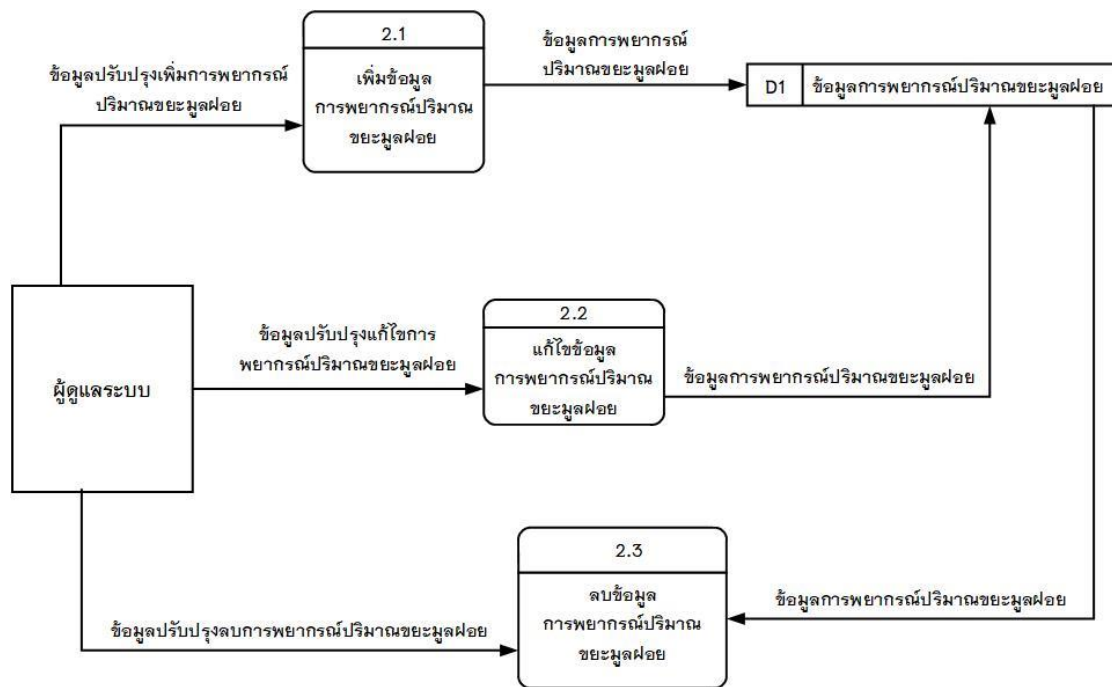 2.1
เพิ่มข้อมูล
การพยากรณ์ปริมาณ
ขยะมูลฝอย
ข้อมูลปรับปรุงเพิ่มการพยากรณ์
ปริมาณขยะมูลฝอย
ข้อมูลการพยากรณ์
ปริมาณขยะมูลฝอย
D1 ข้อมูลการพยากรณ์ปริมาณขยะมูลฝอย
ผู้ดูแลระบบ
ข้อมูลปรับปรุงแก้ไขการ
พยากรณ์ปริมาณขยะมูลฝอย
2.2
แก้ไขข้อมูล
การพยากรณ์ปริมาณ
ขยะมูลฝอย
ข้อมูลการพยากรณ์ปริมาณขยะมูลฝอย
2.3
ลบข้อมูล
การพยากรณ์ปริมาณ
ขยะมูลฝอย
ข้อมูลปรับปรุงลบการพยากรณ์ปริมาณขยะมูลฝอย
ข้อมูลการพยากรณ์ปริมาณขยะมูลฝอย